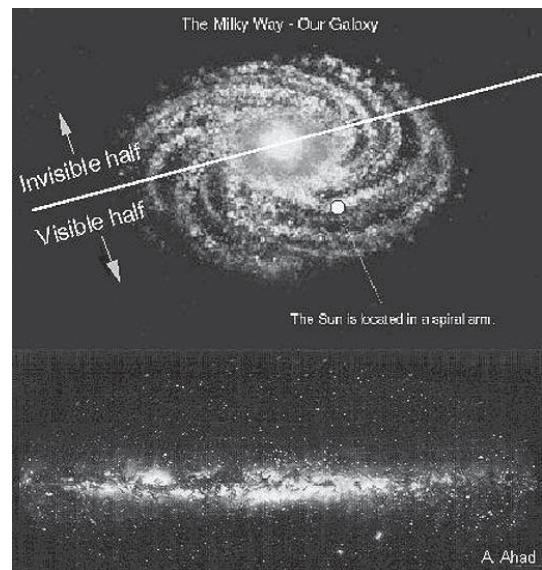 The Milky Way - Our Galaxy
Invisible half
Visible half
The Sun is located in a spiral arm.
A. Ahad